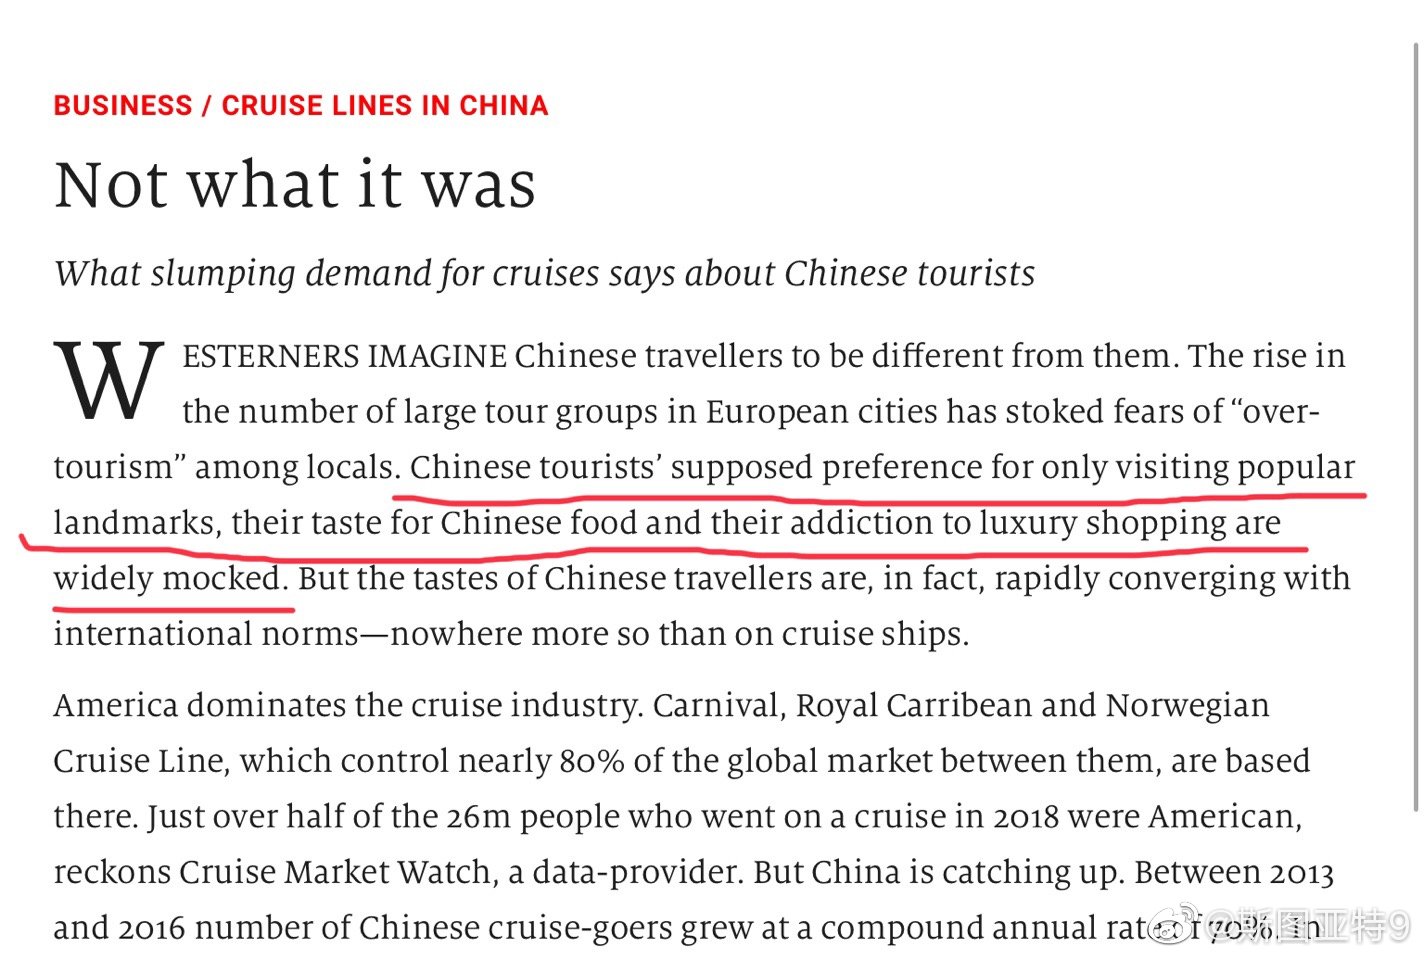 BUSINESS / CRUISE LINES IN CHINA
Not what it was
What slumping demand for cruises says about Chinese tourists
WESTERNERS IMAGINE Chinese travellers to be different from them. The rise in
the number of large tour groups in European cities has stoked fears of “over-
tourism” among locals. Chinese tourists’ supposed preference for only visiting popular
landmarks, their taste for Chinese food and their addiction to luxury shopping are
widely mocked. But the tastes of Chinese travellers are, in fact, rapidly converging with
international norms—nowhere more so than on cruise ships.
America dominates the cruise industry. Carnival, Royal Carribean and Norwegian
Cruise Line, which control nearly 80% of the global market between them, are based
there. Just over half of the 26m people who went on a cruise in 2018 were American,
reckons Cruise Market Watch, a data-provider. But China is catching up. Between 2013
and 2016 number of Chinese cruise-goers grew at a compound annual rate of 70%. In
@斯图亚特9